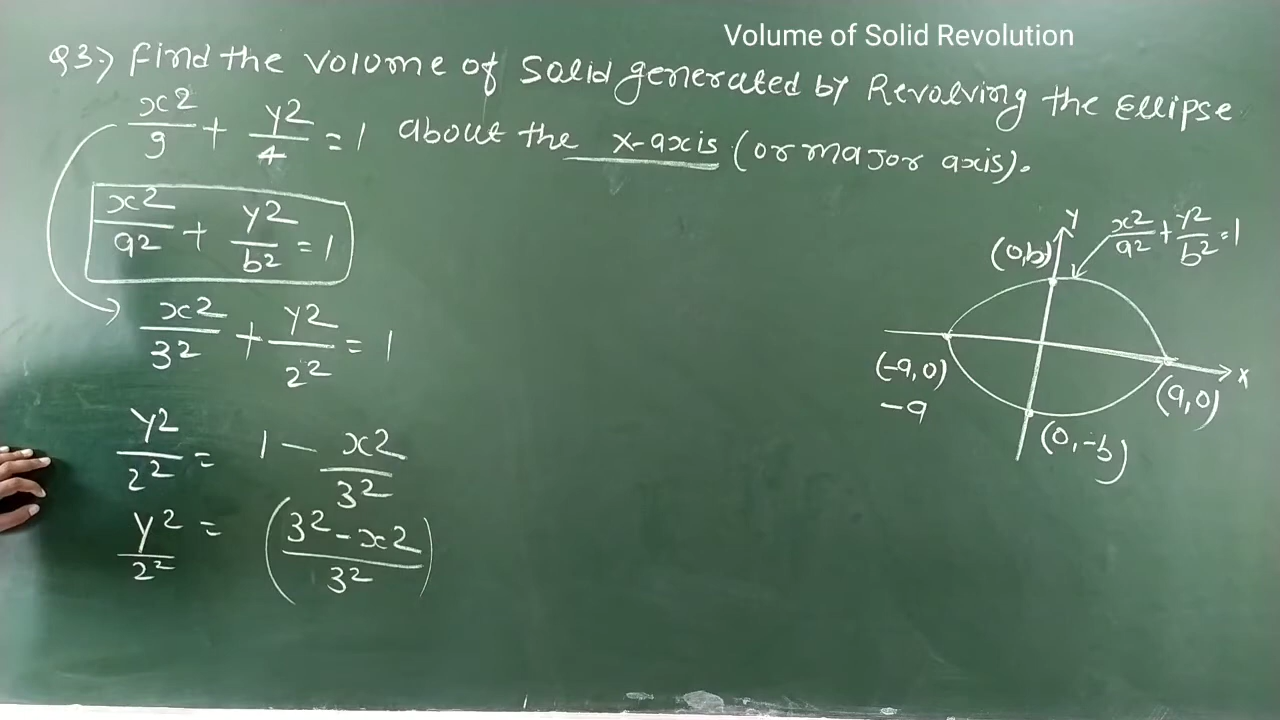 Volume of Solid Revolution
Q3:) Find the volume of Solid generated by Revolving the Ellipse
x²/9 + y²/4 = 1 about the x-axis (or major axis).
x²/a² + y²/b² = 1
x²/3² + y²/2² = 1
y²/2² = 1 - x²/3²
y²/2² = (3² - x²/3²)
y
x²/a² + y²/b² = 1
(0,b)
(-a,0)
-a
x
(a,0)
(0,-b)